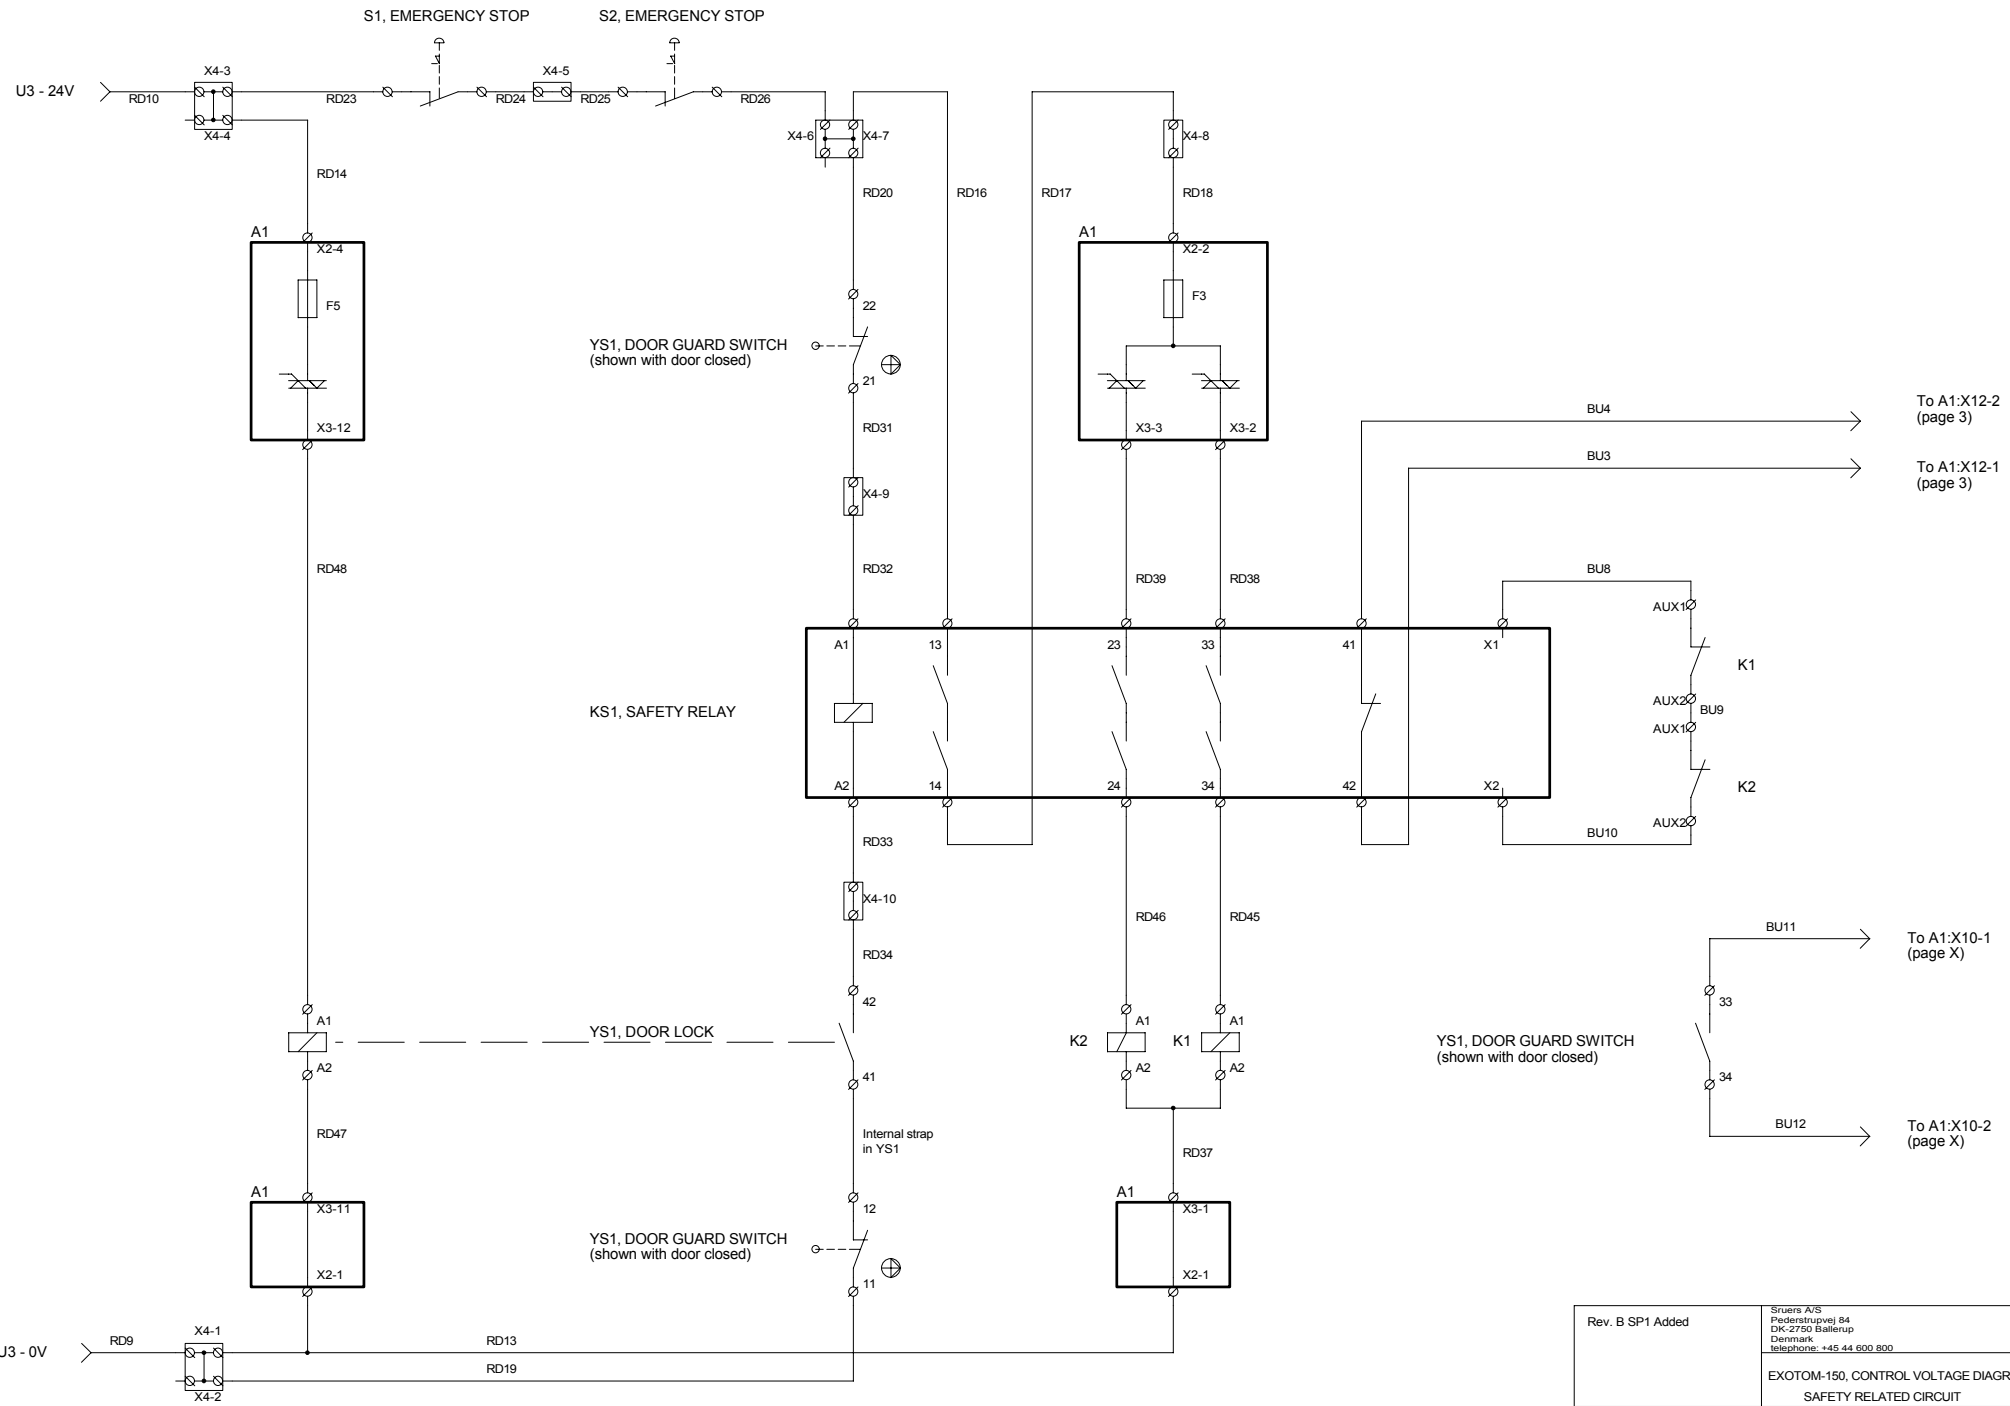 S1, EMERGENCY STOP
S2, EMERGENCY STOP
X4-3
X4-5
U3 - 24V
RD10
RD23
RD24
RD25
RD26
X4-4
X4-6
X4-7
X4-8
RD14
RD20
RD16
RD17
RD18
A1
X2-4
A1
X2-2
F5
22
F3
YS1, DOOR GUARD SWITCH
(shown with door closed)
21
X3-12
RD31
X3-3
X3-2
BU4
To A1:X12-2
(page 3)
BU3
To A1:X12-1
(page 3)
X4-9
RD48
RD32
RD39
RD38
BU8
AUX1
A1
13
23
33
41
X1
K1
KS1, SAFETY RELAY
AUX2
BU9
AUX1
A2
14
24
34
42
X2
K2
AUX2
BU10
RD33
X4-10
RD46
RD45
BU11
To A1:X10-1
(page X)
RD34
42
33
A1
YS1, DOOR LOCK
A1
A1
K2
K1
YS1, DOOR GUARD SWITCH
(shown with door closed)
A2
41
A2
A2
34
RD47
Internal strap
in YS1
RD37
BU12
To A1:X10-2
(page X)
A1
X3-11
12
A1
X3-1
YS1, DOOR GUARD SWITCH
(shown with door closed)
X2-1
11
X2-1
U3 - 0V
RD9
X4-1
RD13
RD19
X4-2
Rev. B SP1 Added
Sruers A/S
Pederstrupvej 84
DK-2750 Ballerup
Denmark
telephone: +45 44 600 800
EXOTOM-150, CONTROL VOLTAGE DIAGR
SAFETY RELATED CIRCUIT